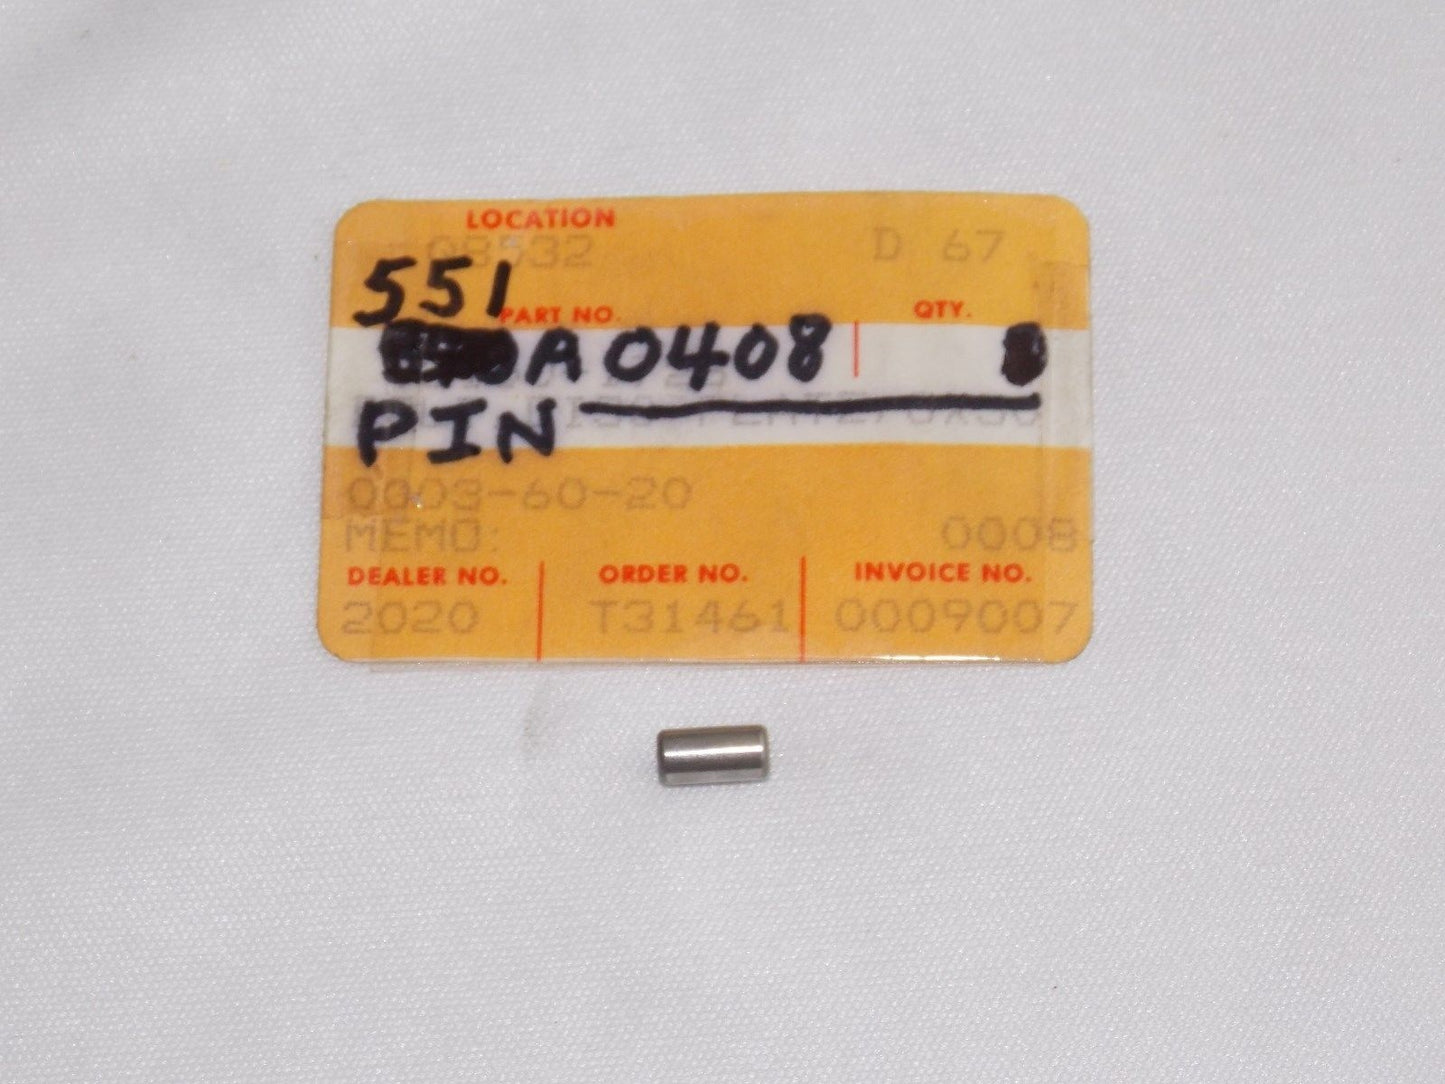 LOCATION
08532 D 67
551
PART NO. QTY.
A0408
PIN
0303-60-20
MEMO: 0008
DEALER NO. ORDER NO. INVOICE NO.
2020 T31461 0009007